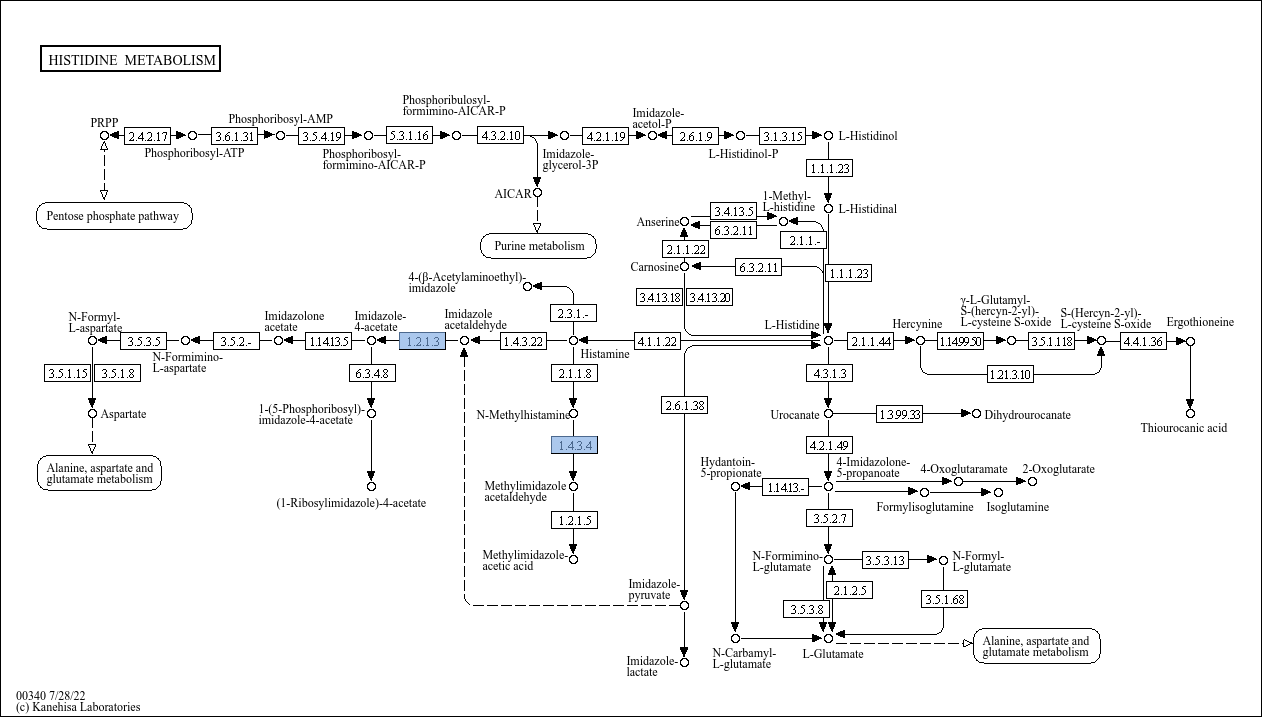 HISTIDINE METABOLISM
PRPP
2.4.2.17
Phosphoribosyl-ATP
3.6.1.31
Phosphoribosyl-AMP
3.5.4.19
Phosphoribosyl-
formimino-AICAR-P
5.3.1.16
Phosphoribulosyl-
formimino-AICAR-P
4.3.2.10
Imidazole-
glycerol-3P
4.2.1.19
Imidazole-
acetol-P
2.6.1.9
L-Histidinol-P
3.1.3.15
L-Histidinol
1.1.1.23
L-Histidinal
AICAR
Pentose phosphate pathway
Purine metabolism
1-Methyl-
L-histidine
Anserine
3.4.13.5
6.3.2.11
2.1.1.-
2.1.1.22
Carnosine
6.3.2.11
1.1.1.23
3.4.13.18
3.4.13.20
4-(β-Acetylaminoethyl)-
imidazole
2.3.1.-
N-Formyl-
L-aspartate
3.5.3.5
N-Formimino-
L-aspartate
3.5.2.-
Imidazolone
acetate
1.14.13.5
Imidazole-
4-acetate
1.2.1.3
Imidazole
acetaldehyde
1.4.3.22
Histamine
4.1.1.22
L-Histidine
2.1.1.44
Hercynine
1.14.99.50
γ-L-Glutamyl-
S-(hercyn-2-yl)-
L-cysteine S-oxide
3.5.1.118
S-(Hercyn-2-yl)-
L-cysteine S-oxide
4.4.1.36
Ergothioneine
1.21.3.10
Thiourocanic acid
3.5.1.15
3.5.1.8
Aspartate
Alanine, aspartate and
glutamate metabolism
6.3.4.8
1-(5-Phosphoribosyl)-
imidazole-4-acetate
(1-Ribosylimidazole)-4-acetate
2.1.1.8
N-Methylhistamine
1.4.3.4
Methylimidazole
acetaldehyde
1.2.1.5
Methylimidazole-
acetic acid
2.6.1.38
Imidazole-
pyruvate
Imidazole-
lactate
4.3.1.3
Urocanate
1.3.99.33
Dihydrourocanate
4.2.1.49
4-Imidazolone-
5-propanoate
4-Oxoglutaramate
2-Oxoglutarate
Formylisoglutamine
Isoglutamine
Hydantoin-
5-propionate
1.14.13.-
3.5.2.7
N-Formimino-
L-glutamate
3.5.3.13
N-Formyl-
L-glutamate
2.1.2.5
3.5.3.8
3.5.1.68
N-Carbamyl-
L-glutamate
L-Glutamate
Alanine, aspartate and
glutamate metabolism
00340 7/28/22
(c) Kanehisa Laboratories